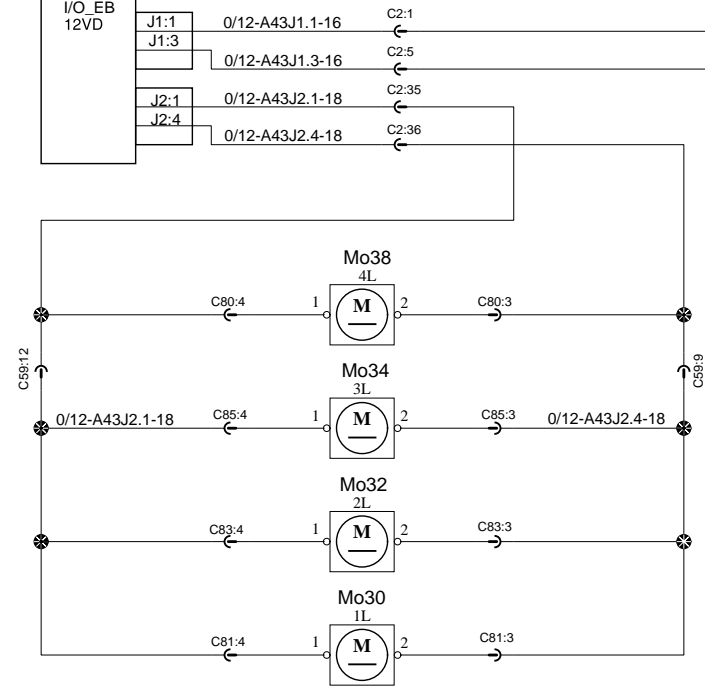 I/O_EB
12VD
J1:1
0/12-A43J1.1-16
C2:1
J1:3
0/12-A43J1.3-16
C2:5
J2:1
0/12-A43J2.1-18
C2:35
J2:4
0/12-A43J2.4-18
C2:36
Mo38
4L
C80:4
1
M
2
C80:3
C59:12
C59:9
Mo34
3L
0/12-A43J2.1-18
C85:4
1
M
2
C85:3
0/12-A43J2.4-18
Mo32
2L
C83:4
1
M
2
C83:3
Mo30
1L
C81:4
1
M
2
C81:3